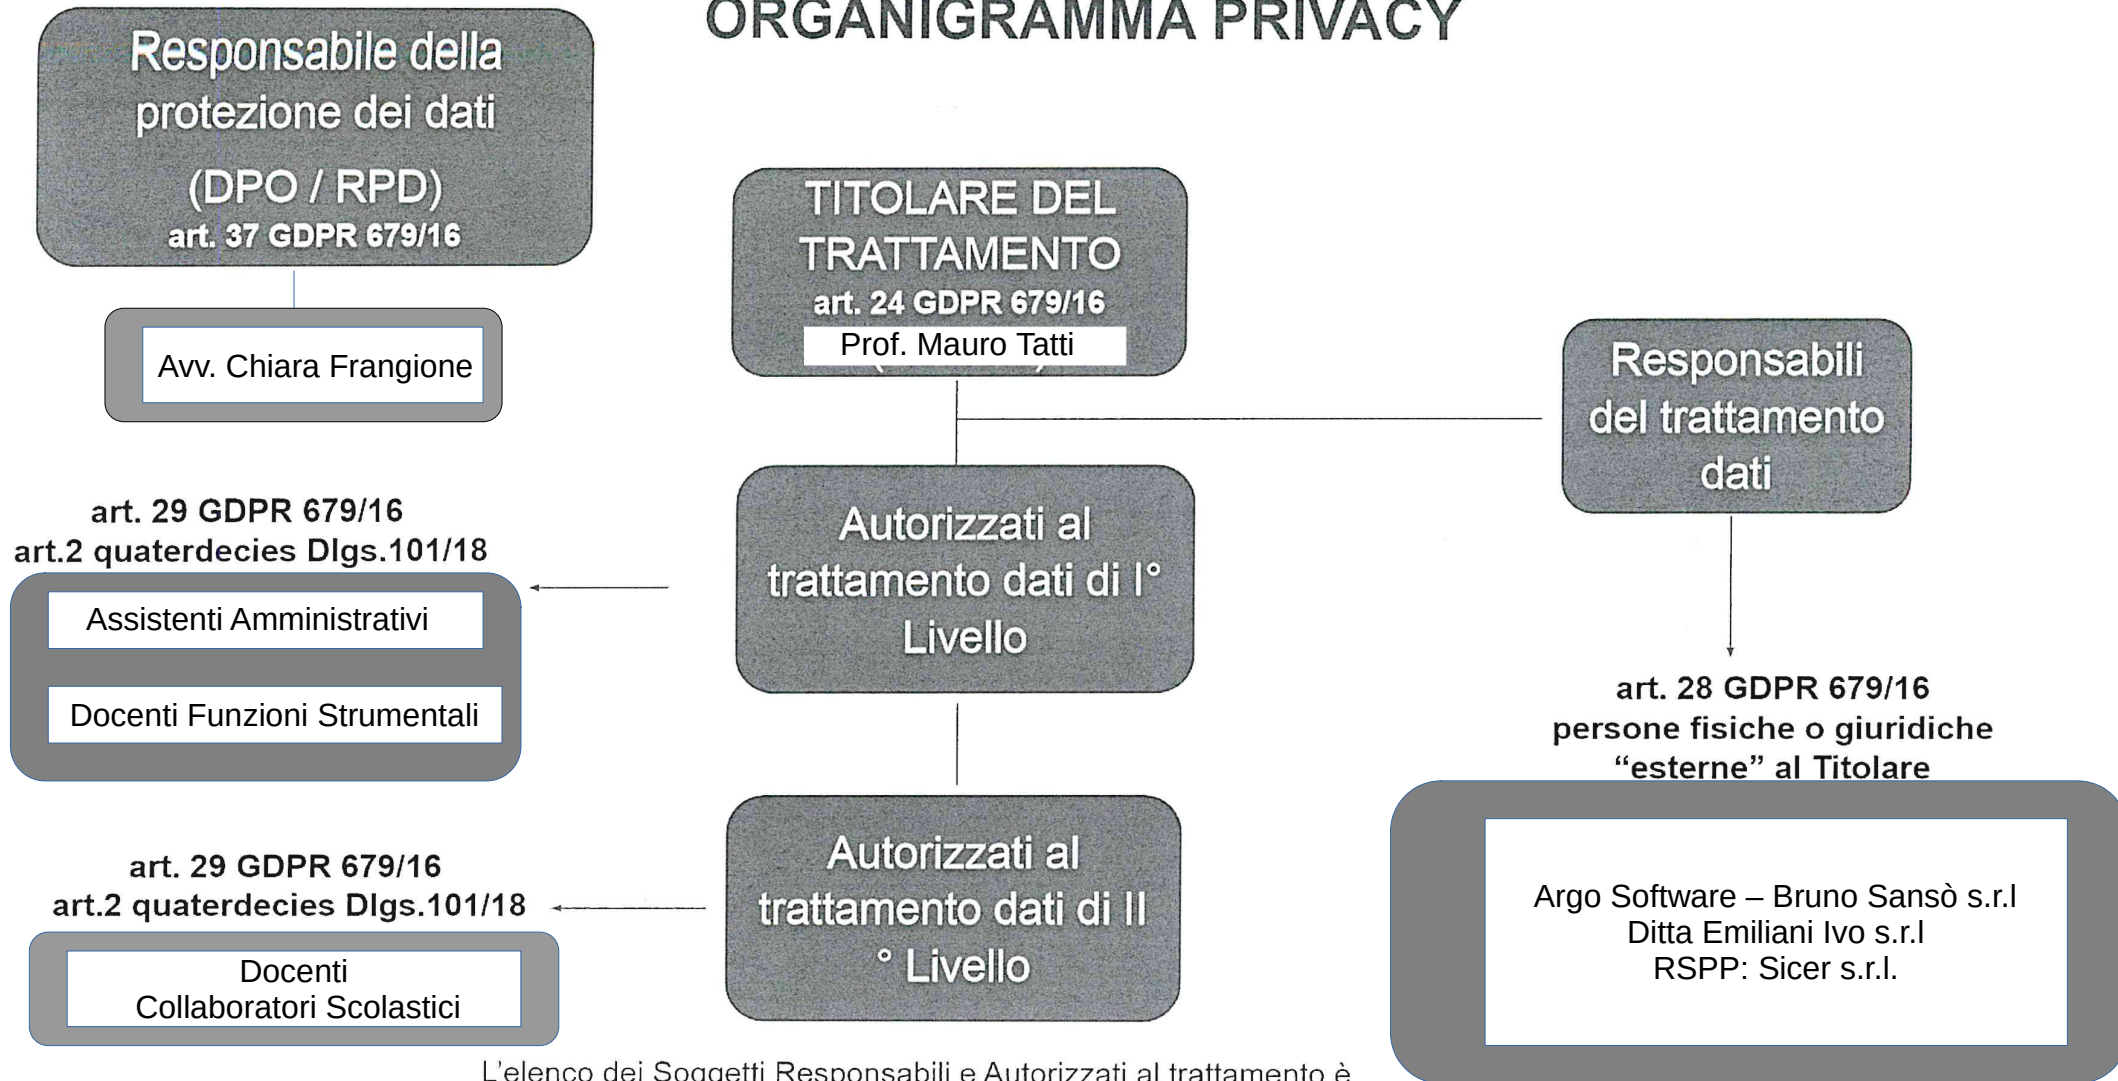 ORGANIGRAMMA PRIVACY
Responsabile della
protezione dei dati
(DPO / RPD)
art. 37 GDPR 679/16
Avv. Chiara Frangione
TITOLARE DEL
TRATTAMENTO
art. 24 GDPR 679/16
Prof. Mauro Tatti
Responsabili
del trattamento
dati
art. 29 GDPR 679/16
art.2 quaterdecies Dlgs.101/18
Assistenti Amministrativi
Docenti Funzioni Strumentali
Autorizzati al
trattamento dati di I°
Livello
art. 28 GDPR 679/16
persone fisiche o giuridiche
“esterne” al Titolare
Argo Software – Bruno Sansò s.r.l
Ditta Emiliani Ivo s.r.l
RSPP: Sicer s.r.l.
Autorizzati al
trattamento dati di II
° Livello
art. 29 GDPR 679/16
art.2 quaterdecies Dlgs.101/18
Docenti
Collaboratori Scolastici
L'elenco dei Soggetti Responsabili e Autorizzati al trattamento è